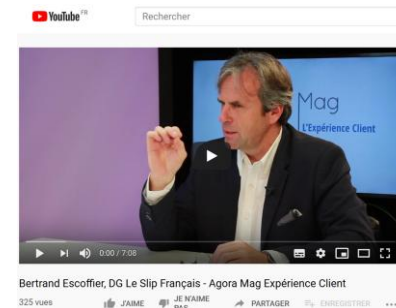 YouTube FR
Rechercher
Mag
L'Expérience Client
0:00 / 7:08
Bertrand Escoffier, DG Le Slip Français - Agora Mag Expérience Client
325 vues
J'AIME
JE N'AIME PAS
PARTAGER
ENREGISTRER